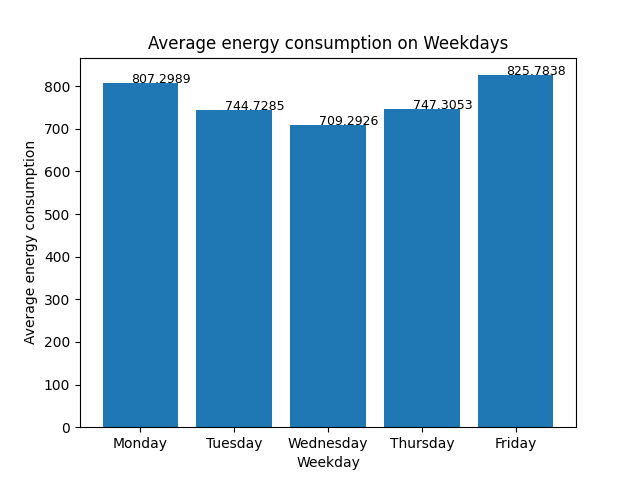 Average energy consumption on Weekdays
Average energy consumption
800
700
600
500
400
300
200
100
0
807.2989
744.7285
709.2926
747.3053
825.7838
Monday
Tuesday
Wednesday
Thursday
Friday
Weekday